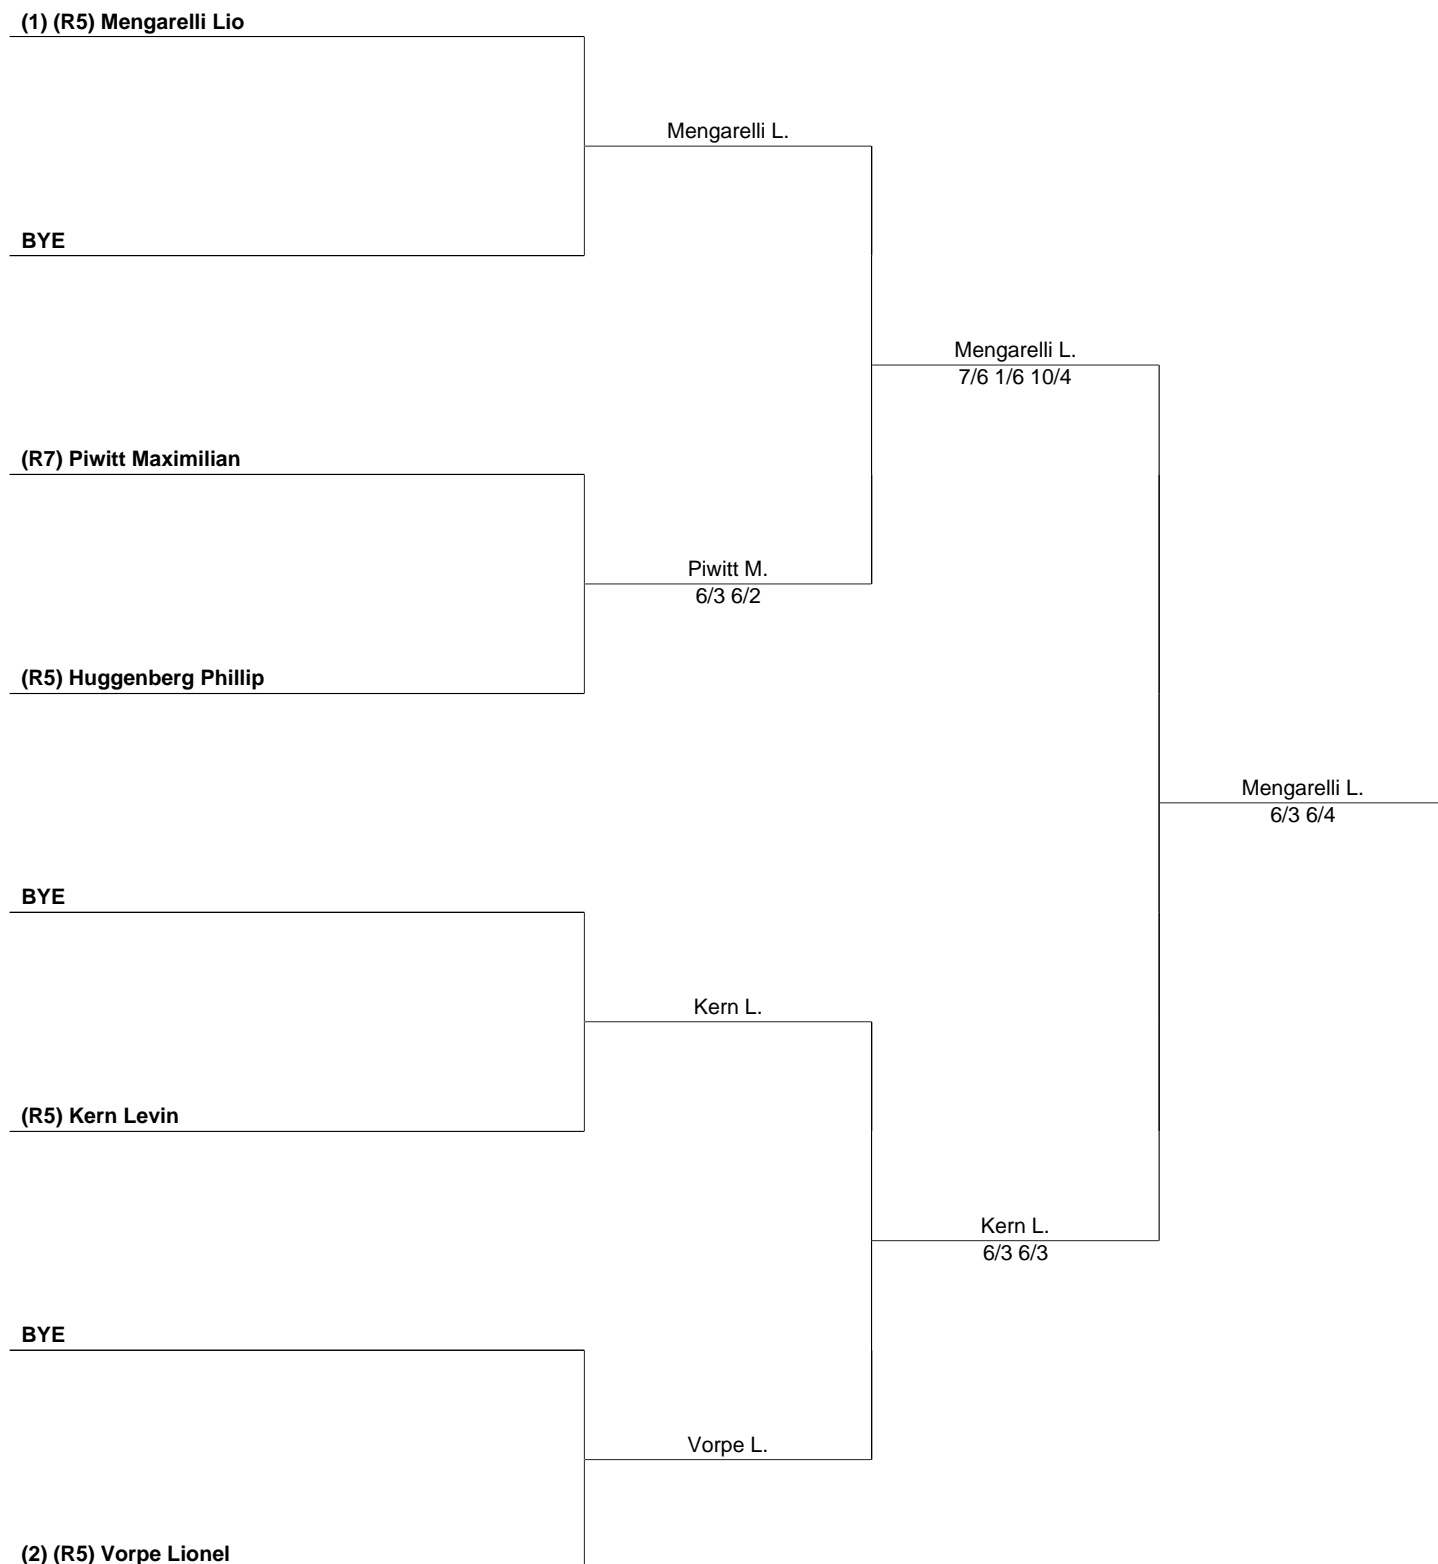 (1) (R5) Mengarelli Lio
Mengarelli L.
BYE
Mengarelli L.
7/6 1/6 10/4
(R7) Piwitt Maximilian
Piwitt M.
6/3 6/2
(R5) Huggenberg Phillip
Mengarelli L.
6/3 6/4
BYE
Kern L.
(R5) Kern Levin
Kern L.
6/3 6/3
BYE
Vorpe L.
(2) (R5) Vorpe Lionel